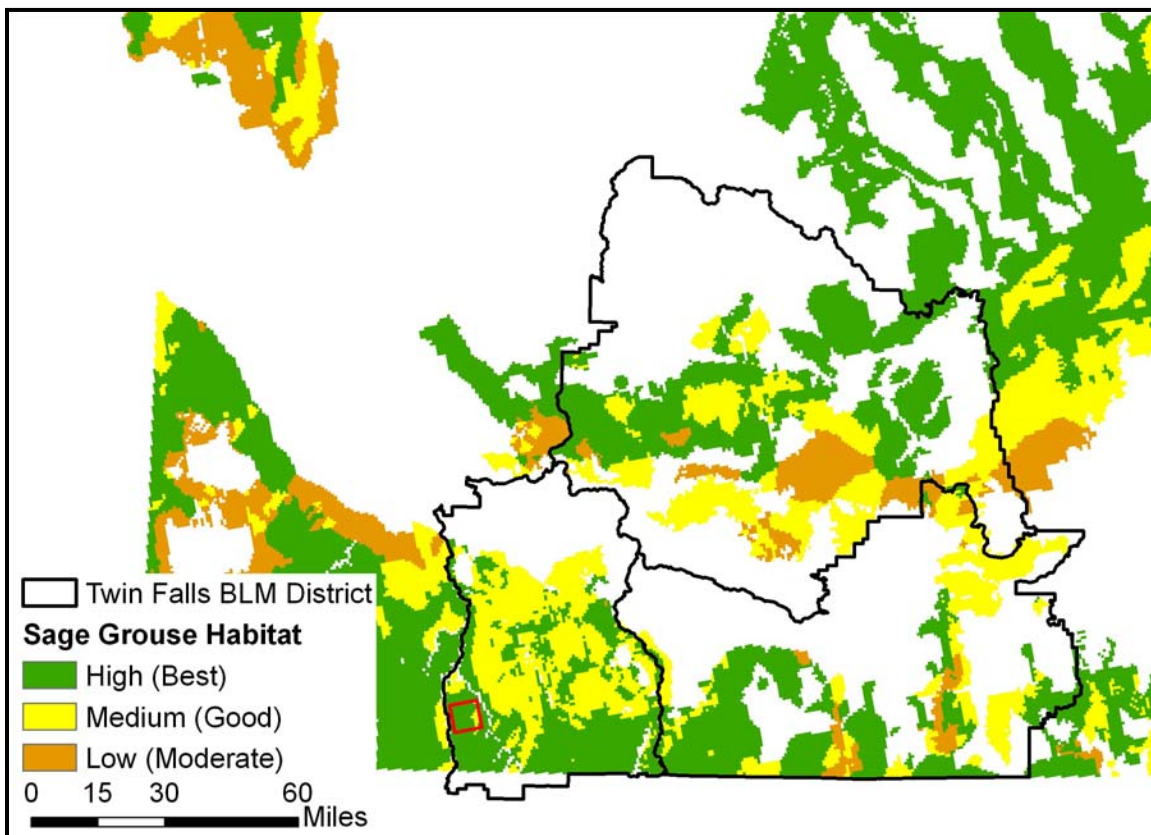 Twin Falls BLM District
Sage Grouse Habitat
High (Best)
Medium (Good)
Low (Moderate)
0 15 30 60
Miles